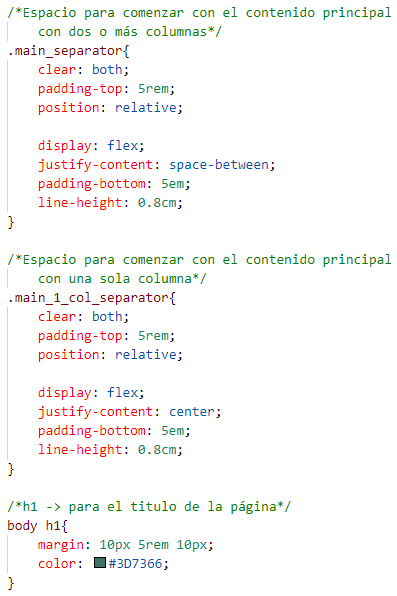 /*Espacio para comenzar con el contenido principal
con dos o más columnas*/
.main_separator{
clear: both;
padding-top: 5rem;
position: relative;
display: flex;
justify-content: space-between;
padding-bottom: 5em;
line-height: 0.8cm;
}
/*Espacio para comenzar con el contenido principal
con una sola columna*/
.main_1_col_separator{
clear: both;
padding-top: 5rem;
position: relative;
display: flex;
justify-content: center;
padding-bottom: 5em;
line-height: 0.8cm;
}
/*h1 -> para el titulo de la página*/
body h1{
margin: 10px 5rem 10px;
color: #3D7366;
}